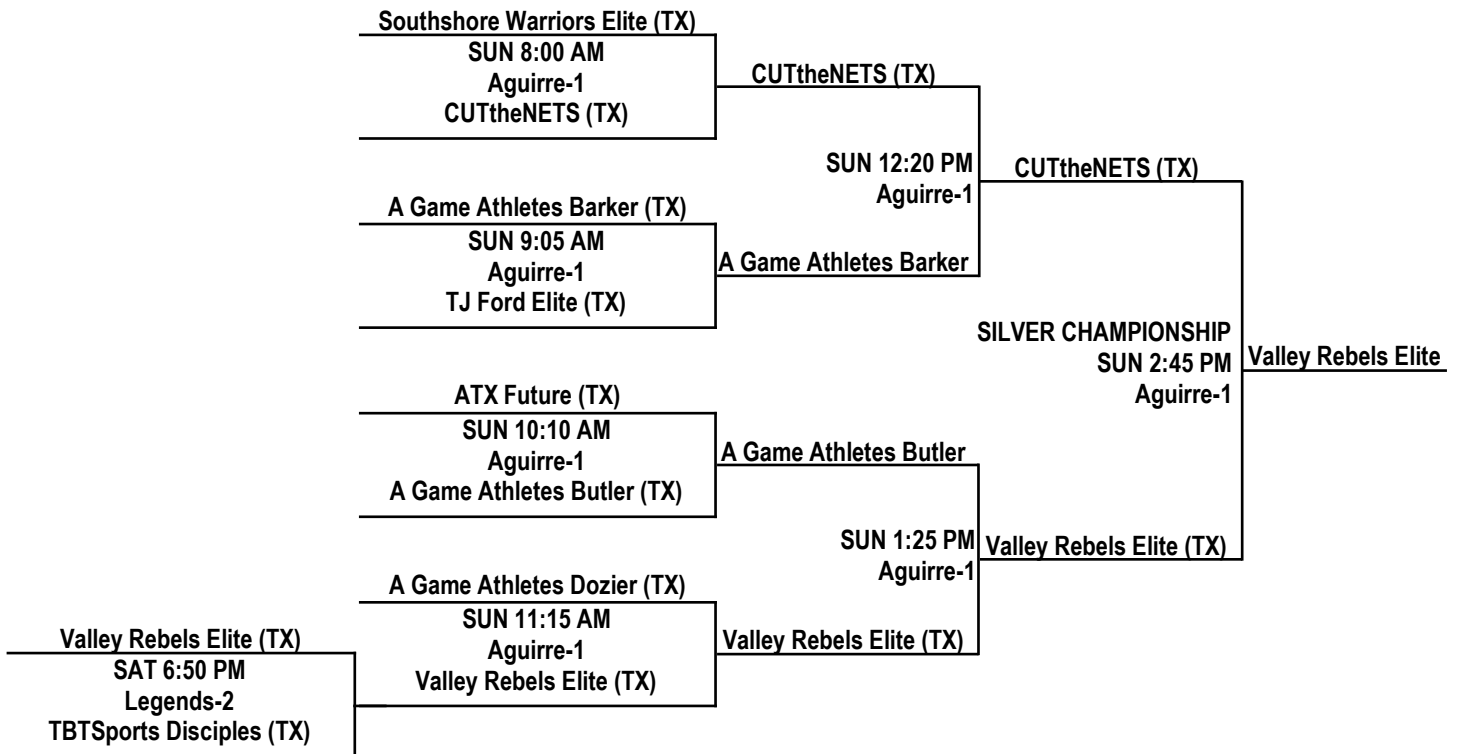 Southshore Warriors Elite (TX)
SUN 8:00 AM
Aguirre-1
CUTtheNETS (TX)
CUTtheNETS (TX)
SUN 12:20 PM
Aguirre-1
CUTtheNETS (TX)
A Game Athletes Barker (TX)
SUN 9:05 AM
Aguirre-1
TJ Ford Elite (TX)
A Game Athletes Barker
SILVER CHAMPIONSHIP
SUN 2:45 PM
Aguirre-1
Valley Rebels Elite
ATX Future (TX)
SUN 10:10 AM
Aguirre-1
A Game Athletes Butler (TX)
A Game Athletes Butler
SUN 1:25 PM
Aguirre-1
Valley Rebels Elite (TX)
A Game Athletes Dozier (TX)
SUN 11:15 AM
Aguirre-1
Valley Rebels Elite (TX)
Valley Rebels Elite (TX)
Valley Rebels Elite (TX)
SAT 6:50 PM
Legends-2
TBTSports Disciples (TX)